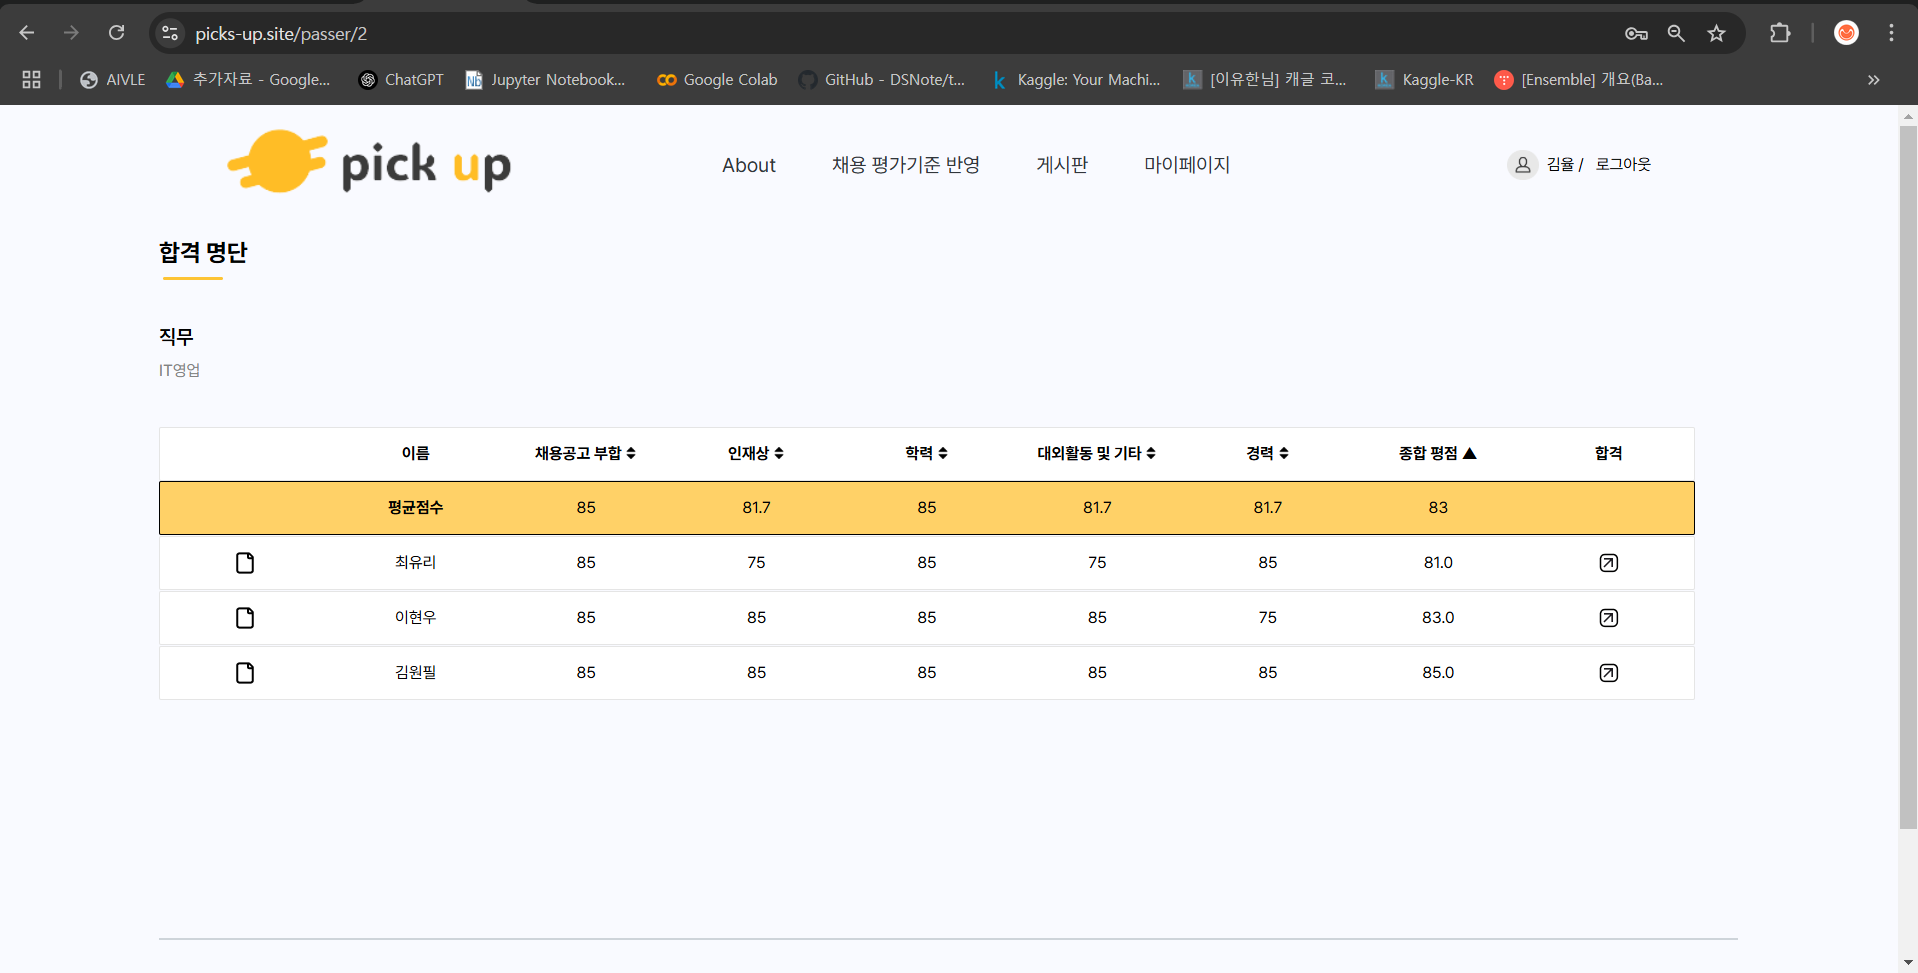 picks-up.site/passer/2
AIVLE 추가자료 - Google... ChatGPT Jupyter Notebook... Google Colab GitHub - DSNote/t... Kaggle: Your Machi... [이유한님] 캐글 코... Kaggle-KR [Ensemble] 개요(Ba...
pick up About 채용 평가기준 반영 게시판 마이페이지 김율 / 로그아웃
합격 명단
직무
IT영업
이름 채용공고 부합 인재상 학력 대외활동 및 기타 경력 종합 평점 ▲ 합격
평균점수 85 81.7 85 81.7 81.7 83
최유리 85 75 85 75 85 81.0
이현우 85 85 85 85 75 83.0
김원필 85 85 85 85 85 85.0